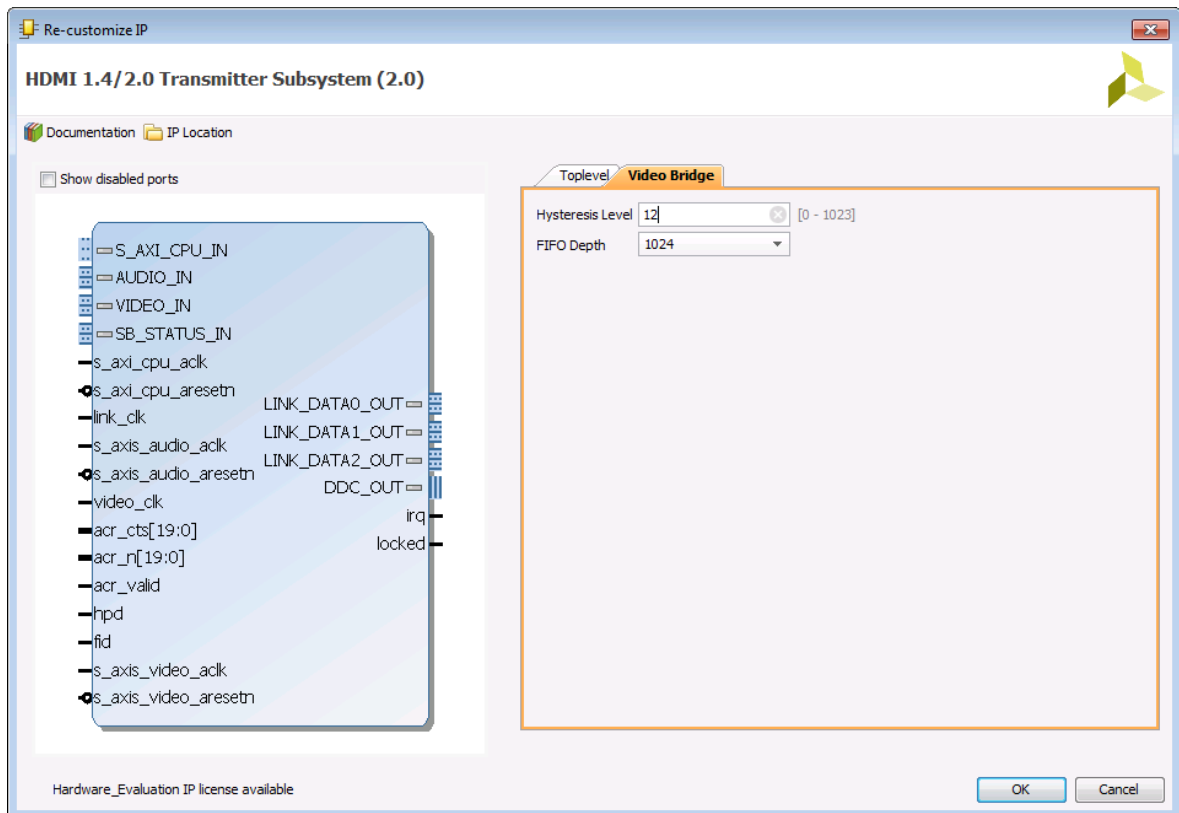 Re-customize IP
HDMI 1.4/2.0 Transmitter Subsystem (2.0)
Documentation IP Location
Show disabled ports
S_AXI_CPU_IN
AUDIO_IN
VIDEO_IN
SB_STATUS_IN
s_axi_cpu_aclk
s_axi_cpu_aresetn
link_clk
s_axis_audio_aclk
s_axis_audio_aresetn
video_clk
acr_cts[19:0]
acr_n[19:0]
acr_valid
hpd
fid
s_axis_video_aclk
s_axis_video_aresetn
LINK_DATA0_OUT
LINK_DATA1_OUT
LINK_DATA2_OUT
DDC_OUT
irq
locked
Toplevel Video Bridge
Hysteresis Level 12 [0 - 1023]
FIFO Depth 1024
Hardware_Evaluation IP license available
OK Cancel